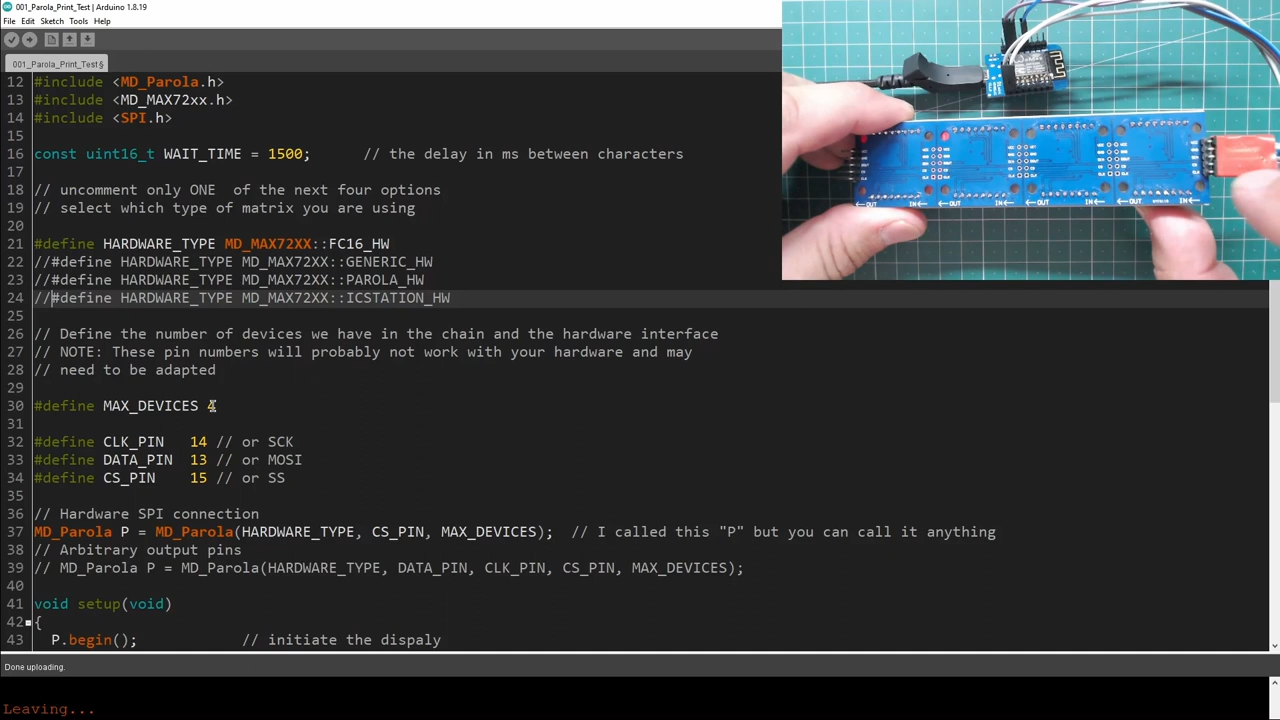 001_Parola_Print_Test | Arduino 1.8.19
File Edit Sketch Tools Help
001_Parola_Print_Test §
12 #include <MD_Parola.h>
13 #include <MD_MAX72xx.h>
14 #include <SPI.h>
15
16 const uint16_t WAIT_TIME = 1500; // the delay in ms between characters
17
18 // uncomment only ONE of the next four options
19 // select which type of matrix you are using
20
21 #define HARDWARE_TYPE MD_MAX72XX::FC16_HW
22 //#define HARDWARE_TYPE MD_MAX72XX::GENERIC_HW
23 //#define HARDWARE_TYPE MD_MAX72XX::PAROLA_HW
24 //#define HARDWARE_TYPE MD_MAX72XX::ICSTATION_HW
25
26 // Define the number of devices we have in the chain and the hardware interface
27 // NOTE: These pin numbers will probably not work with your hardware and may
28 // need to be adapted
29
30 #define MAX_DEVICES 4
31
32 #define CLK_PIN 14 // or SCK
33 #define DATA_PIN 13 // or MOSI
34 #define CS_PIN 15 // or SS
35
36 // Hardware SPI connection
37 MD_Parola P = MD_Parola(HARDWARE_TYPE, CS_PIN, MAX_DEVICES); // I called this "P" but you can call it anything
38 // Arbitrary output pins
39 // MD_Parola P = MD_Parola(HARDWARE_TYPE, DATA_PIN, CLK_PIN, CS_PIN, MAX_DEVICES);
40
41 void setup(void)
42 {
43 P.begin(); // initiate the dispaly
Done uploading.
Leaving...
←OUT IN← ←OUT IN← ←OUT IN← ←OUT IN←